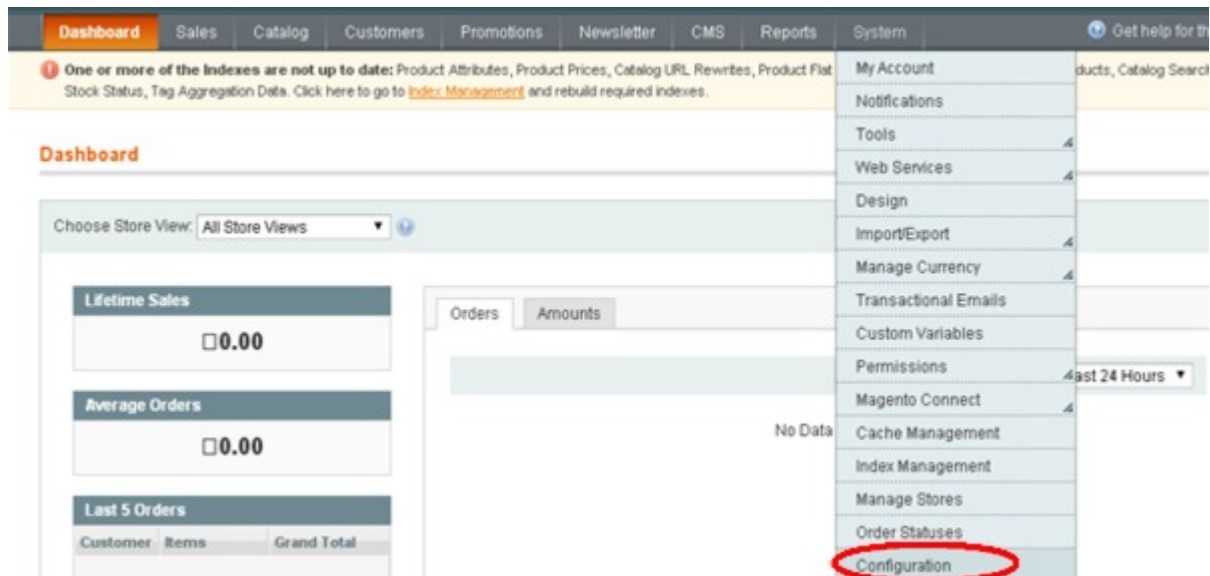 Dashboard Sales Catalog Customers Promotions Newsletter CMS Reports System Get help for th
One or more of the Indexes are not up to date: Product Attributes, Product Prices, Catalog URL Rewrites, Product Flat ducts, Catalog Search
Stock Status, Tag Aggregation Data. Click here to go to Index Management and rebuild required indexes.
My Account
Notifications
Tools
Web Services
Design
Import/Export
Manage Currency
Transactional Emails
Custom Variables
Permissions
Magento Connect
Cache Management
Index Management
Manage Stores
Order Statuses
Configuration
Dashboard
Choose Store View: All Store Views
Lifetime Sales
□0.00
Average Orders
□0.00
Last 5 Orders
Customer Items Grand Total
Orders Amounts
ast 24 Hours
No Data